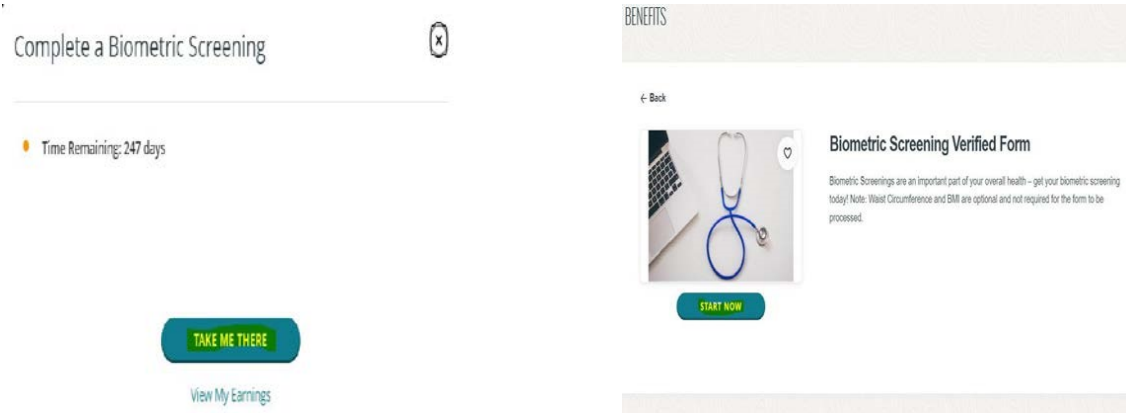 Complete a Biometric Screening
x
Time Remaining: 247 days
TAKE ME THERE
View My Earnings
BENEFITS
← Back
Biometric Screening Verified Form
Biometric Screenings are an important part of your overall health – get your biometric screening
today! Note: Waist Circumference and BMI are optional and not required for the form to be
processed.
START NOW